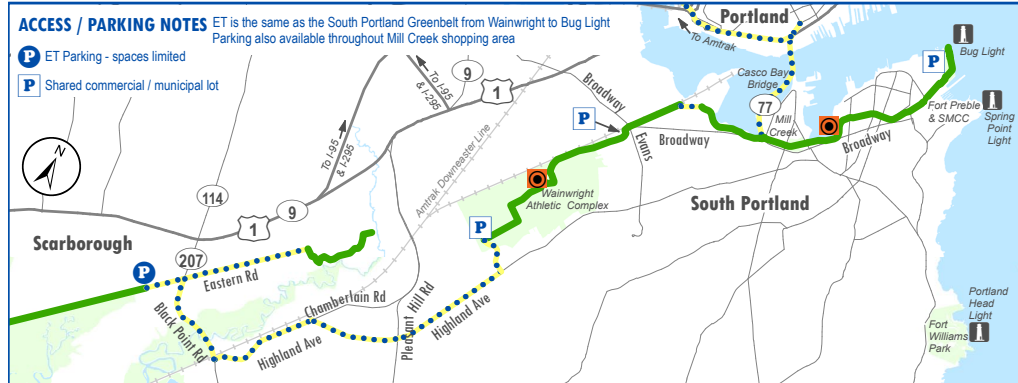 ACCESS / PARKING NOTES
ET is the same as the South Portland Greenbelt from Wainwright to Bug Light
Parking also available throughout Mill Creek shopping area
P ET Parking - spaces limited
P Shared commercial / municipal lot
Portland
To Amtrak
Bug Light
P
Casco Bay
Bridge
To I-95
& I-295
9
1
Broadway
P
77
Mill
Creek
Fort Preble
& SMCC
Spring
Point
Light
N
To I-95
& I-295
Amtrak Downeaster Line
Evans
Broadway
Broadway
114
Wainwright
Athletic Complex
South Portland
9
1
P
Scarborough
207
P
Eastern Rd
Chamberlain Rd
Pleasant Hill Rd
Highland Ave
Black Point Rd
Highland Ave
Portland
Head
Light
Fort
Williams
Park